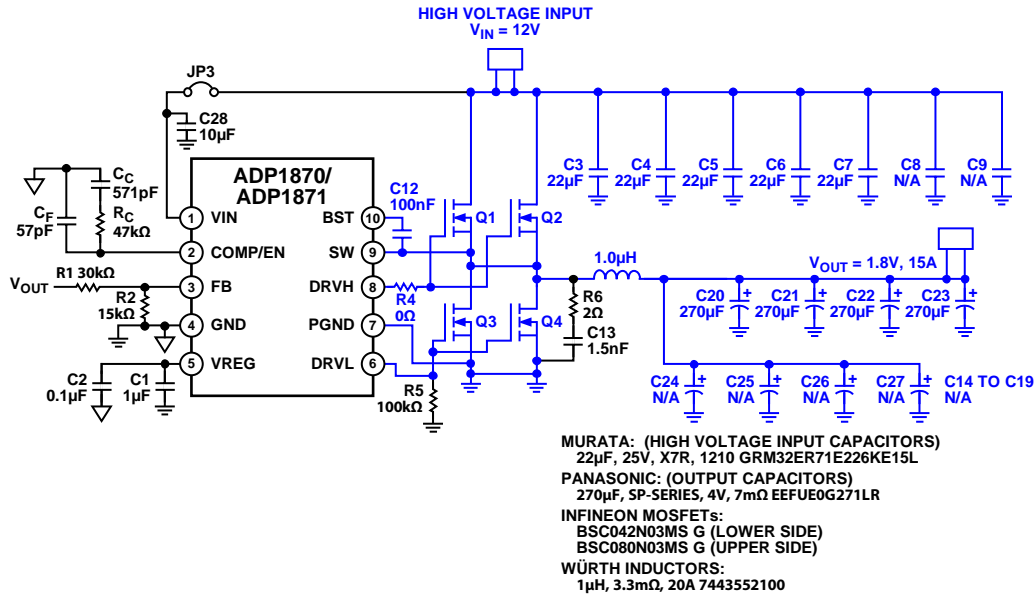 HIGH VOLTAGE INPUT
VIN = 12V
JP3
C28
10µF
C3
22µF
C4
22µF
C5
22µF
C6
22µF
C7
22µF
C8
N/A
C9
N/A
CC
571pF
CF
57pF
RC
47kΩ
ADP1870/
ADP1871
C12
100nF
1 VIN
BST 10
2 COMP/EN
SW 9
3 FB
DRVH 8
4 GND
PGND 7
5 VREG
DRVL 6
Q1
Q2
Q3
Q4
VOUT
R1 30kΩ
R2
15kΩ
C2
0.1µF
C1
1µF
R4
0Ω
R5
100kΩ
1.0µH
R6
2Ω
C13
1.5nF
VOUT = 1.8V, 15A
C20
270µF
+
C21
270µF
+
C22
270µF
+
C23
270µF
+
C24
N/A
+
C25
N/A
+
C26
N/A
+
C27
N/A
+
C14 TO C19
N/A
MURATA: (HIGH VOLTAGE INPUT CAPACITORS)
22µF, 25V, X7R, 1210 GRM32ER71E226KE15L
PANASONIC: (OUTPUT CAPACITORS)
270µF, SP-SERIES, 4V, 7mΩ EEFUE0G271LR
INFINEON MOSFETs:
BSC042N03MS G (LOWER SIDE)
BSC080N03MS G (UPPER SIDE)
WÜRTH INDUCTORS:
1µH, 3.3mΩ, 20A 7443552100